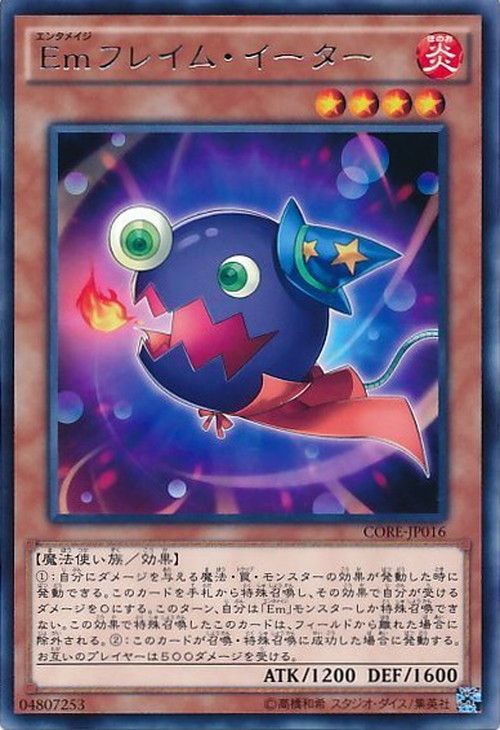 エンタメイジ
Emフレイム・イーター
ほのお
炎
CORE-JP016
【魔法使い族／効果】
①：自分にダメージを与える魔法・罠・モンスターの効果が発動した時に
発動できる。このカードを手札から特殊召喚し、その効果で自分が受ける
ダメージを０にする。このターン、自分は「Em」モンスターしか特殊召喚でき
ない。この効果で特殊召喚したこのカードは、フィールドから離れた場合に
除外される。②：このカードが召喚・特殊召喚に成功した場合に発動する。
お互いのプレイヤーは５００ダメージを受ける。
ATK/1200 DEF/1600
04807253 ©高橋和希 スタジオ・ダイス/集英社